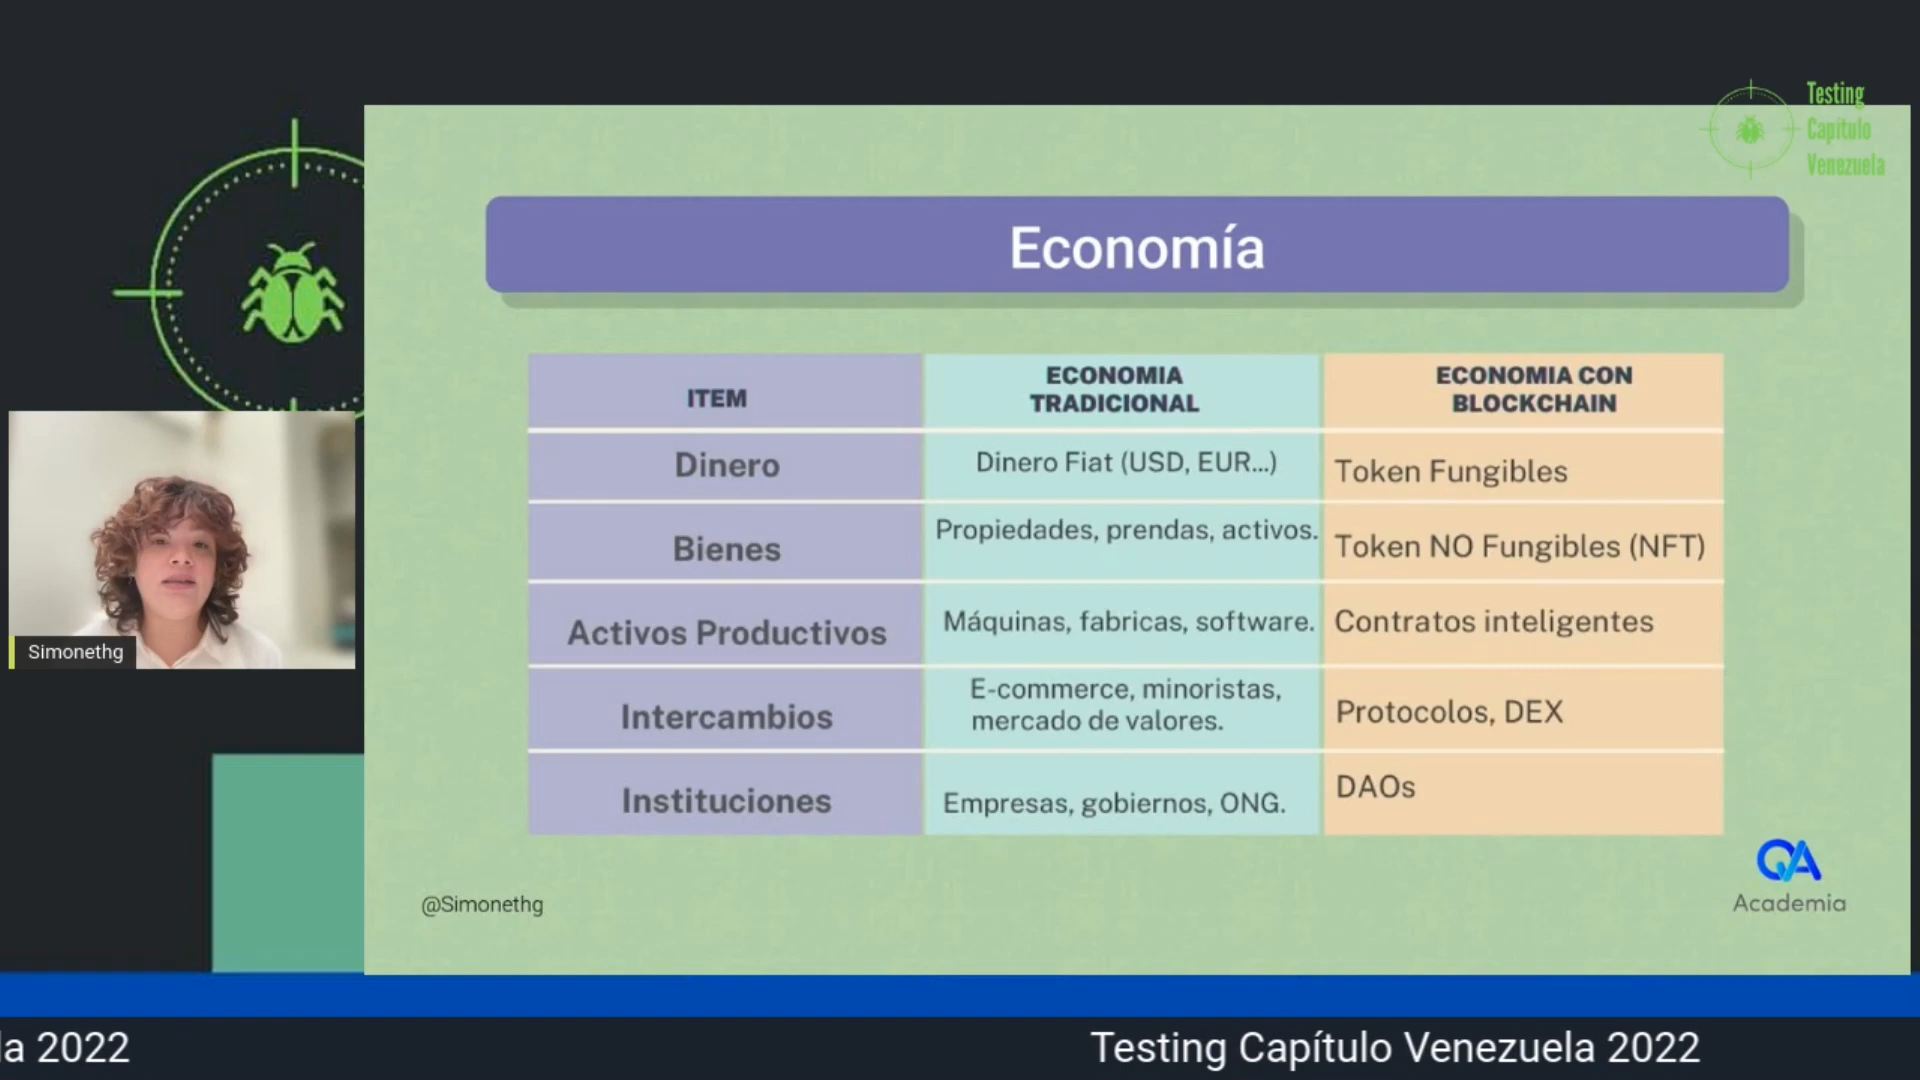 Testing
Capítulo
Venezuela
Economía
ITEM
ECONOMIA
TRADICIONAL
ECONOMIA CON
BLOCKCHAIN
Dinero
Dinero Fiat (USD, EUR...)
Token Fungibles
Bienes
Propiedades, prendas, activos.
Token NO Fungibles (NFT)
Activos Productivos
Máquinas, fabricas, software.
Contratos inteligentes
Intercambios
E-commerce, minoristas,
mercado de valores.
Protocolos, DEX
Instituciones
Empresas, gobiernos, ONG.
DAOs
Simonethg
@Simonethg
QA
Academia
la 2022
Testing Capítulo Venezuela 2022